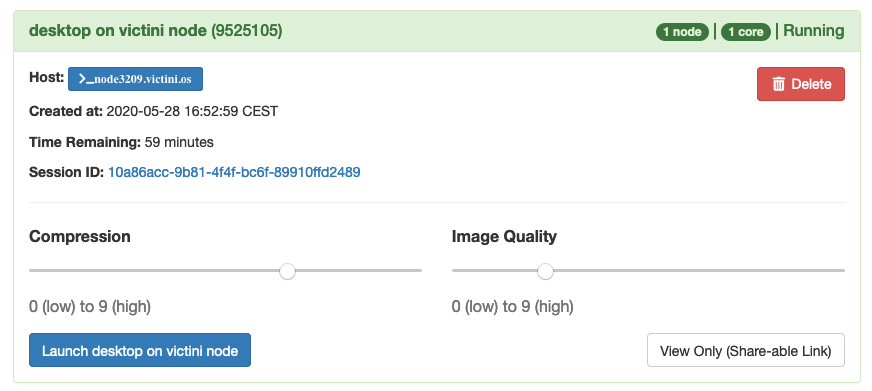 desktop on victini node (9525105) 1 node | 1 core | Running
Host: >_node3209.victini.os Delete
Created at: 2020-05-28 16:52:59 CEST
Time Remaining: 59 minutes
Session ID: 10a86acc-9b81-4f4f-bc6f-89910ffd2489
Compression Image Quality
0 (low) to 9 (high) 0 (low) to 9 (high)
Launch desktop on victini node View Only (Share-able Link)